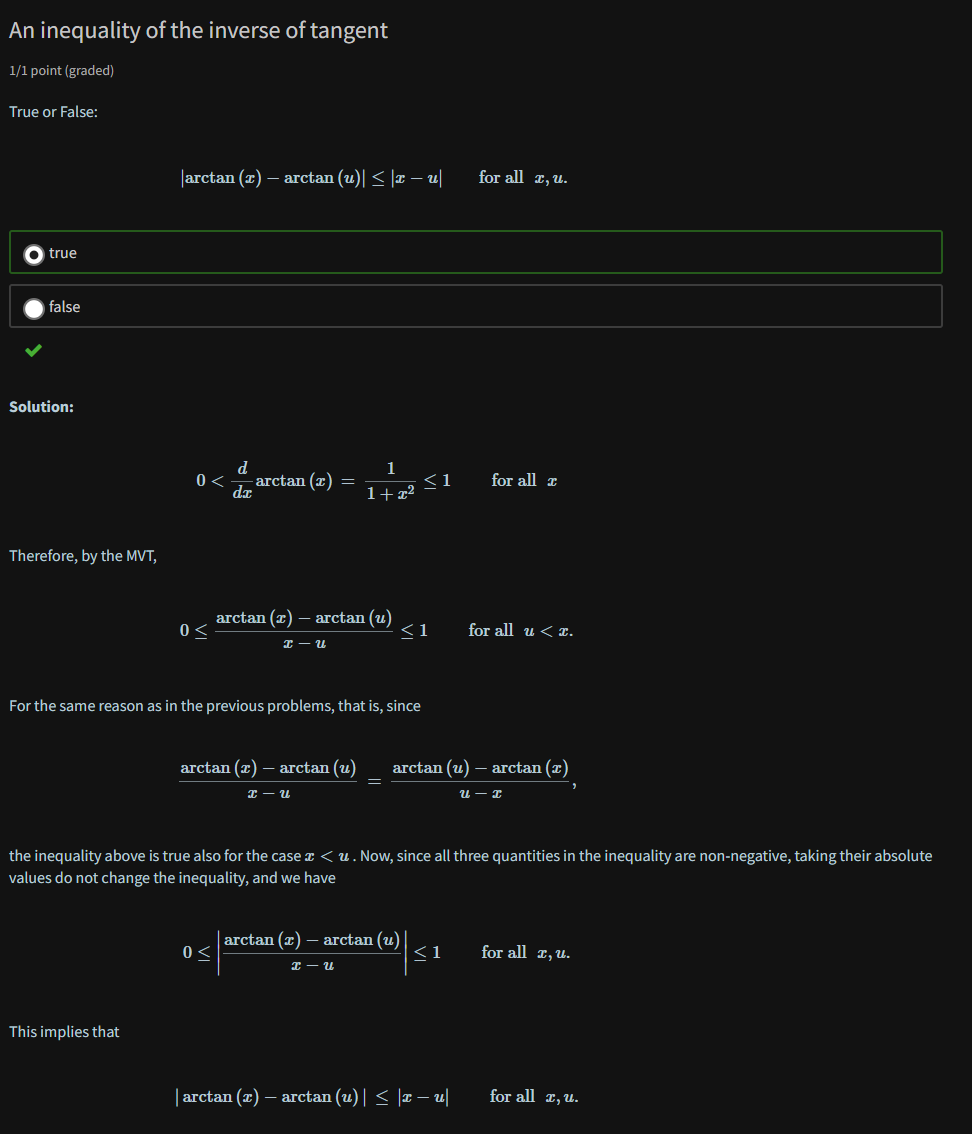 An inequality of the inverse of tangent
1/1 point (graded)
True or False:
|arctan (x) − arctan (u)| ≤ |x − u| for all x, u.
true
false
Solution:
0 < d/dx arctan (x) = 1/(1 + x²) ≤ 1 for all x
Therefore, by the MVT,
0 ≤ (arctan (x) − arctan (u))/(x − u) ≤ 1 for all u < x.
For the same reason as in the previous problems, that is, since
(arctan (x) − arctan (u))/(x − u) = (arctan (u) − arctan (x))/(u − x),
the inequality above is true also for the case x < u . Now, since all three quantities in the inequality are non-negative, taking their absolute
values do not change the inequality, and we have
0 ≤ |(arctan (x) − arctan (u))/(x − u)| ≤ 1 for all x, u.
This implies that
| arctan (x) − arctan (u) | ≤ |x − u| for all x, u.